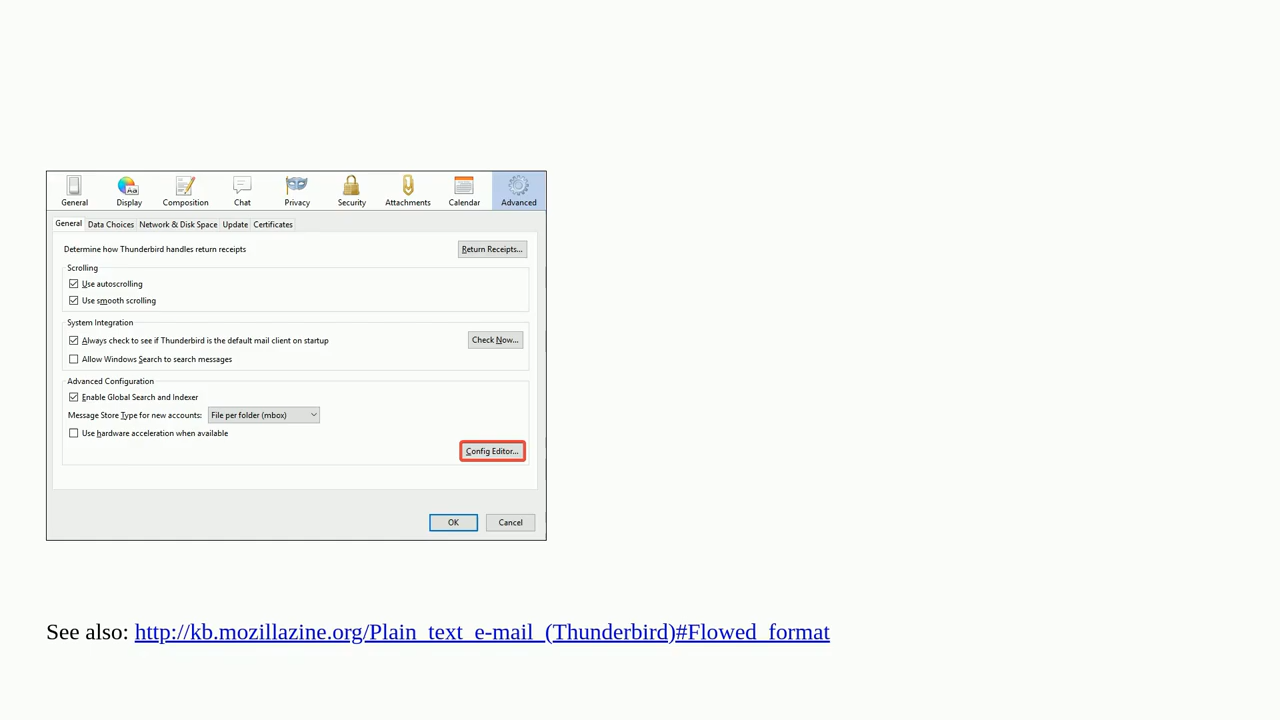 General Display Composition Chat Privacy Security Attachments Calendar Advanced
General Data Choices Network & Disk Space Update Certificates
Determine how Thunderbird handles return receipts Return Receipts...
Scrolling
Use autoscrolling
Use smooth scrolling
System Integration
Always check to see if Thunderbird is the default mail client on startup Check Now...
Allow Windows Search to search messages
Advanced Configuration
Enable Global Search and Indexer
Message Store Type for new accounts: File per folder (mbox)
Use hardware acceleration when available
Config Editor...
OK Cancel
See also: http://kb.mozillazine.org/Plain_text_e-mail_(Thunderbird)#Flowed_format